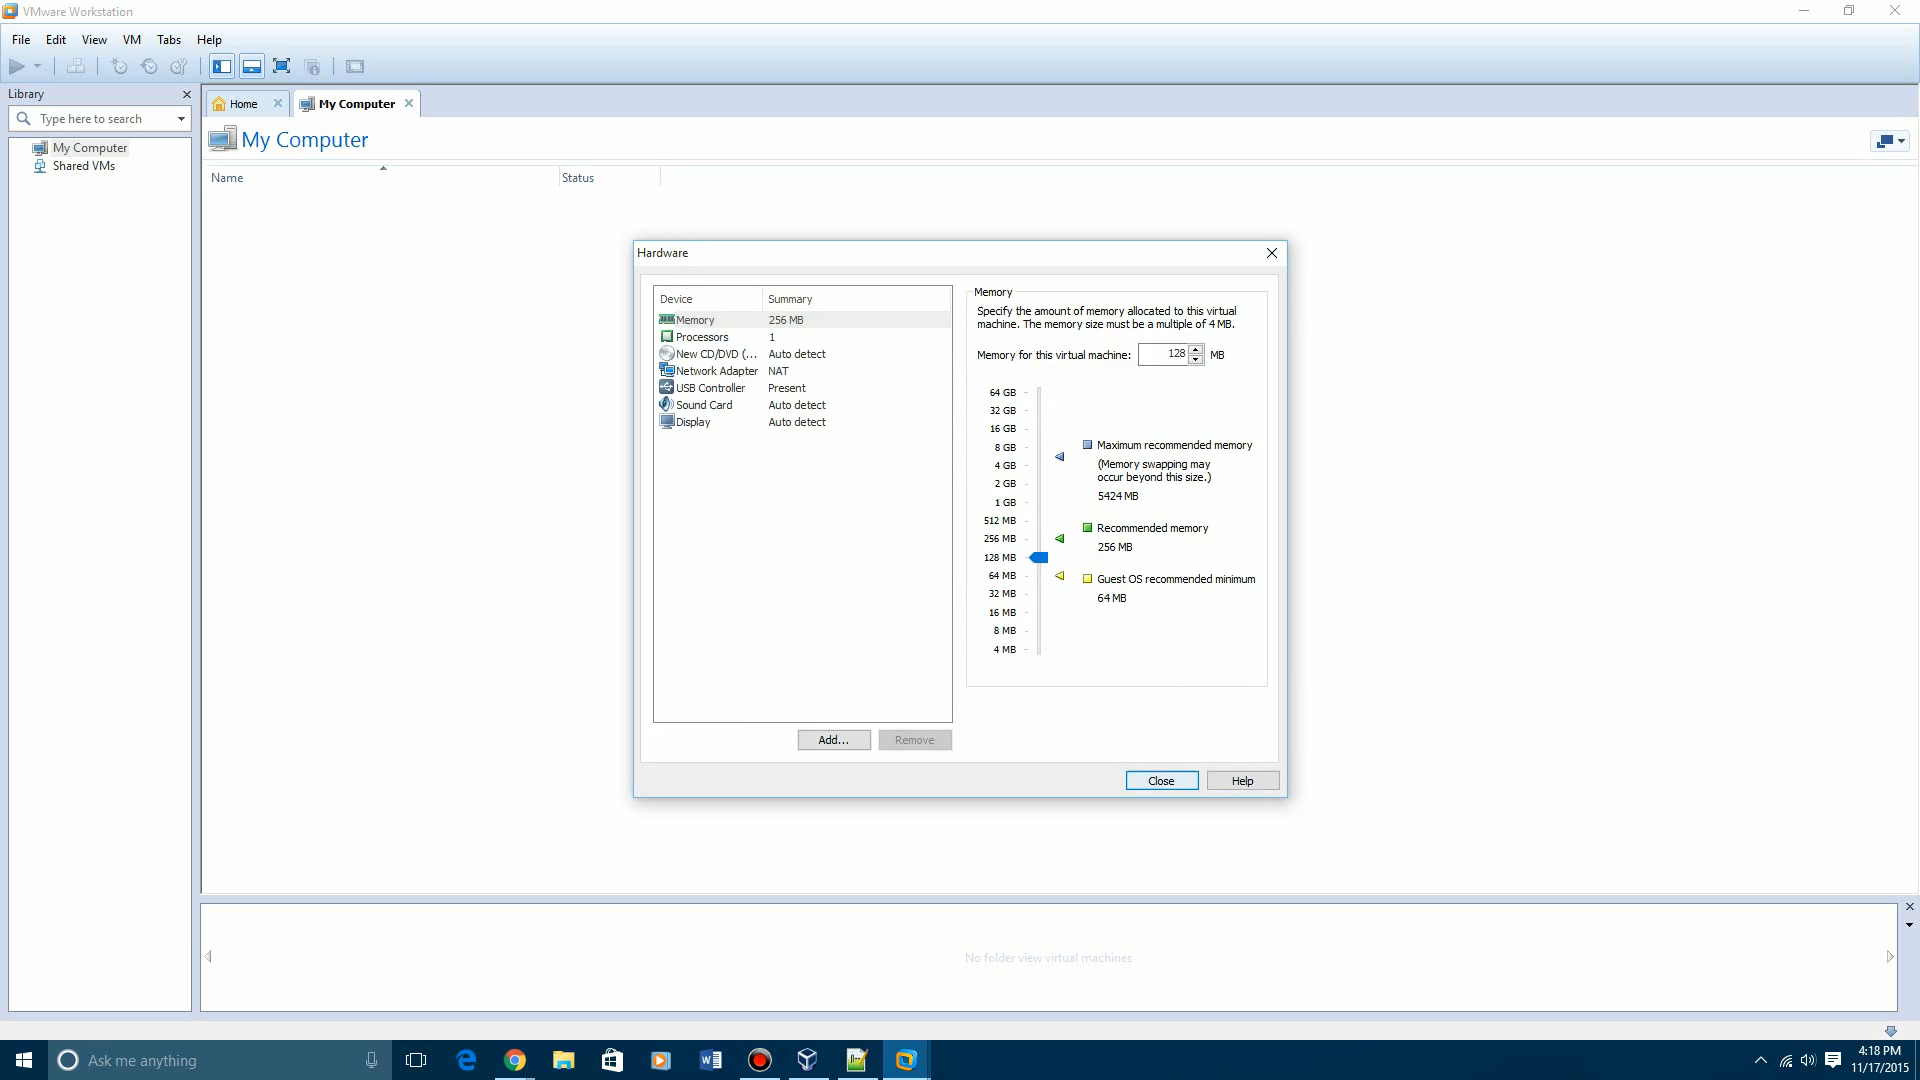 VMware Workstation
File Edit View VM Tabs Help
Library
Type here to search
My Computer
Shared VMs
Home
My Computer
My Computer
Name Status
Hardware
Device Summary
Memory 256 MB
Processors 1
New CD/DVD (... Auto detect
Network Adapter NAT
USB Controller Present
Sound Card Auto detect
Display Auto detect
Add...
Remove
Memory
Specify the amount of memory allocated to this virtual
machine. The memory size must be a multiple of 4 MB.
Memory for this virtual machine: 128 MB
64 GB
32 GB
16 GB
8 GB
4 GB
2 GB
1 GB
512 MB
256 MB
128 MB
64 MB
32 MB
16 MB
8 MB
4 MB
Maximum recommended memory
(Memory swapping may
occur beyond this size.)
5424 MB
Recommended memory
256 MB
Guest OS recommended minimum
64 MB
Close
Help
No folder view virtual machines
Ask me anything
4:18 PM
11/17/2015